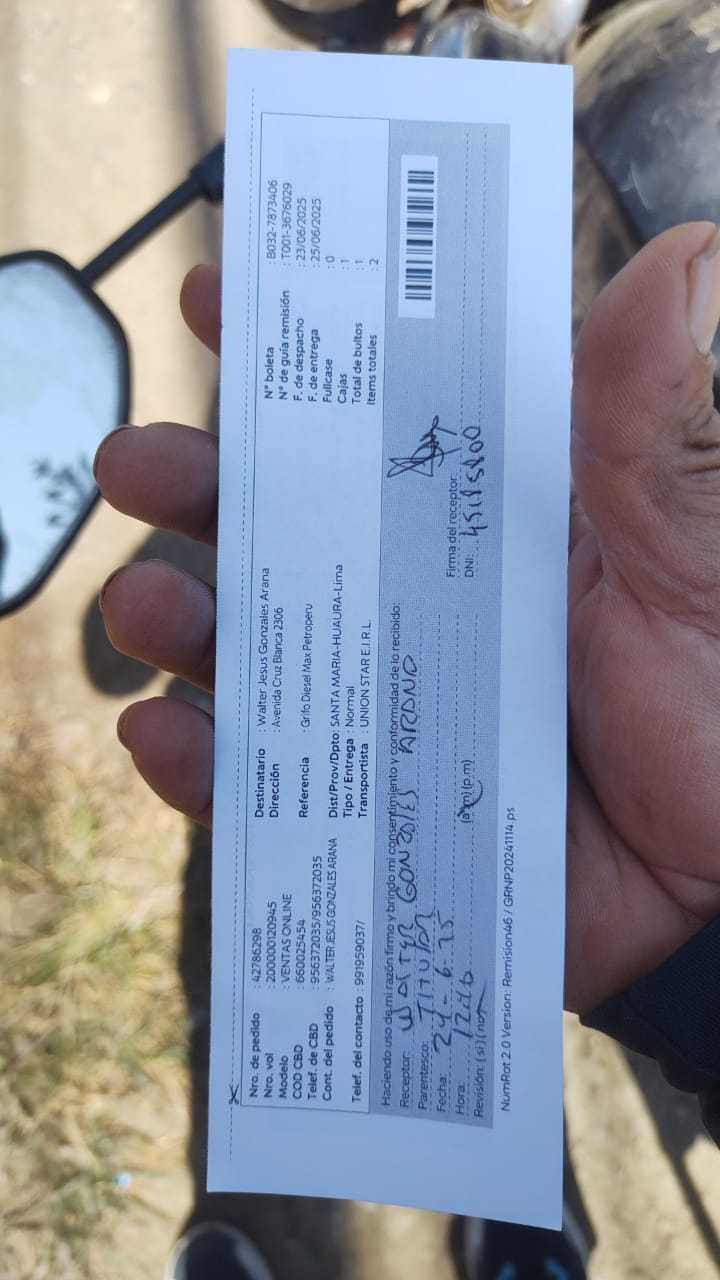 Nro. de pedido : 42786298
Nro. vol : 200000120945
Modelo : VENTAS ONLINE
COD CBD : 660025454
Telef. de CBD : 956372035/956372035
Cont. del pedido : WALTER JESUS GONZALES ARANA
Telef. del contacto : 991959037/
Destinatario : Walter Jesus Gonzales Arana
Dirección : Avenida Cruz Blanca 2306
Referencia : Grifo Diesel Max Petroperu
Dist/Prov/Dpto: SANTA MARIA-HUAURA-Lima
Tipo / Entrega : Normal
Transportista : UNION STAR E.I.R.L.
N° boleta : B032-7873406
N° de guía remisión : T001-3676029
F. de despacho : 23/06/2025
F. de entrega : 25/06/2025
Fullcase : 0
Cajas : 1
Total de bultos : 1
Items totales : 2
Haciendo uso de mi razón firmo y brindo mi consentimiento y conformidad de lo recibido:
Receptor: WALTER GONZALES ARANO
Parentesco: TITULAR
Fecha: 24-6-25
Hora: (a.m) (p.m)
Revisión: (si) (no)
Firma del receptor:
DNI:
NumRot 2.0 Version: Remision46 / GRNP20241114.ps